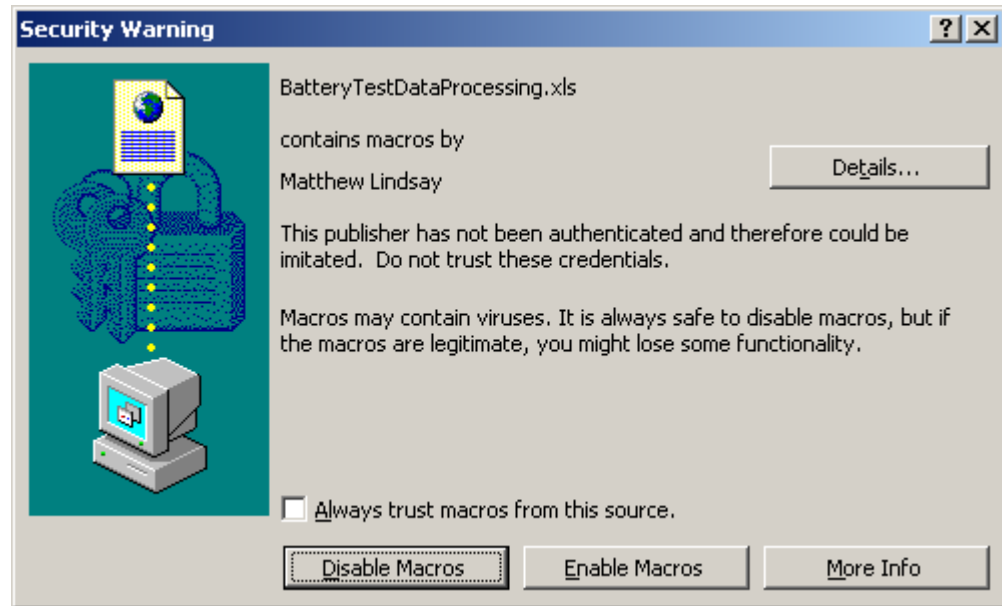 Security Warning
BatteryTestDataProcessing.xls
contains macros by
Details...
Matthew Lindsay
This publisher has not been authenticated and therefore could be
imitated.  Do not trust these credentials.
Macros may contain viruses. It is always safe to disable macros, but if
the macros are legitimate, you might lose some functionality.
Always trust macros from this source.
Disable Macros
Enable Macros
More Info